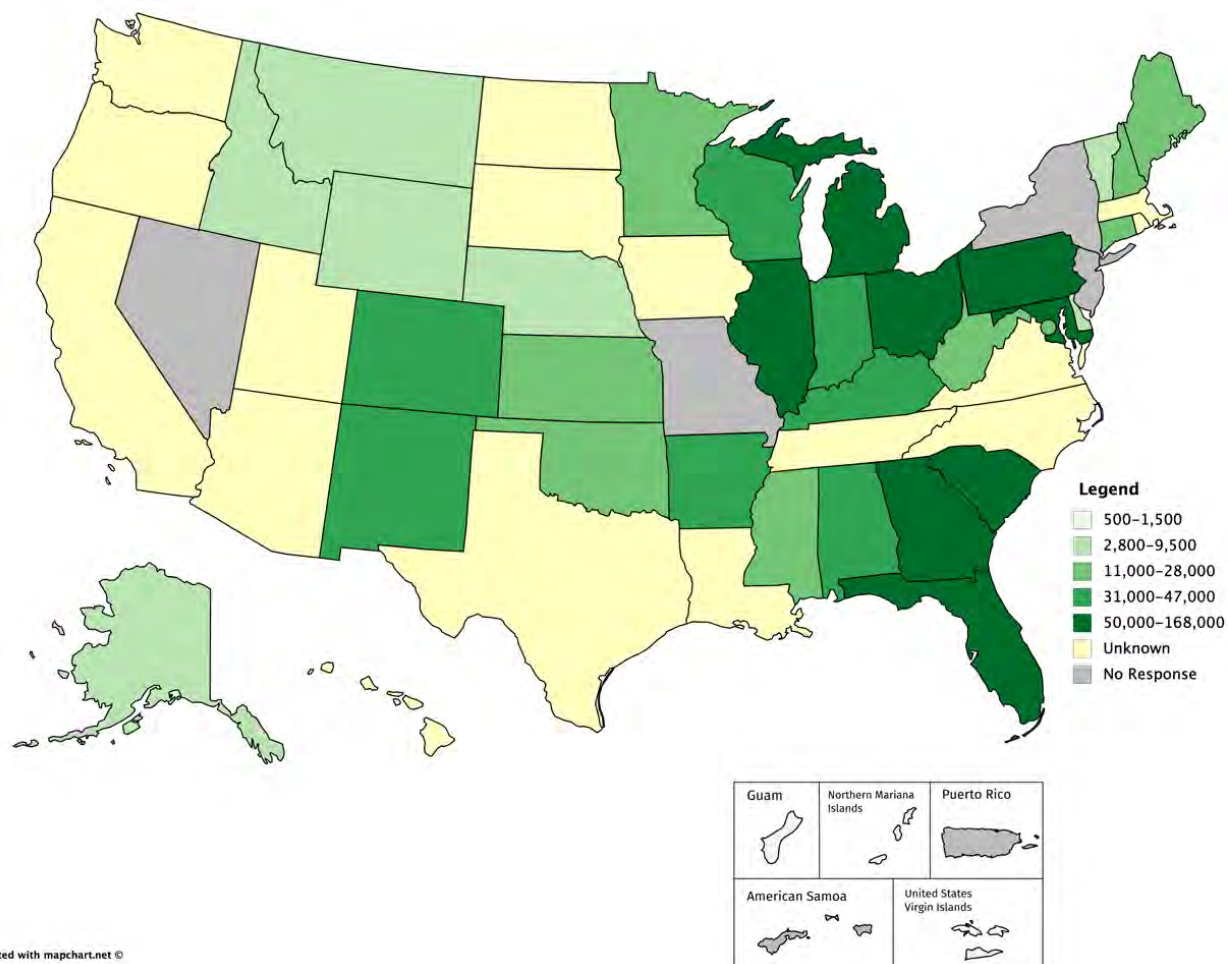 Legend
500–1,500
2,800–9,500
11,000–28,000
31,000–47,000
50,000–168,000
Unknown
No Response
Guam
Northern Mariana
Islands
Puerto Rico
American Samoa
United States
Virgin Islands
ted with mapchart.net ©